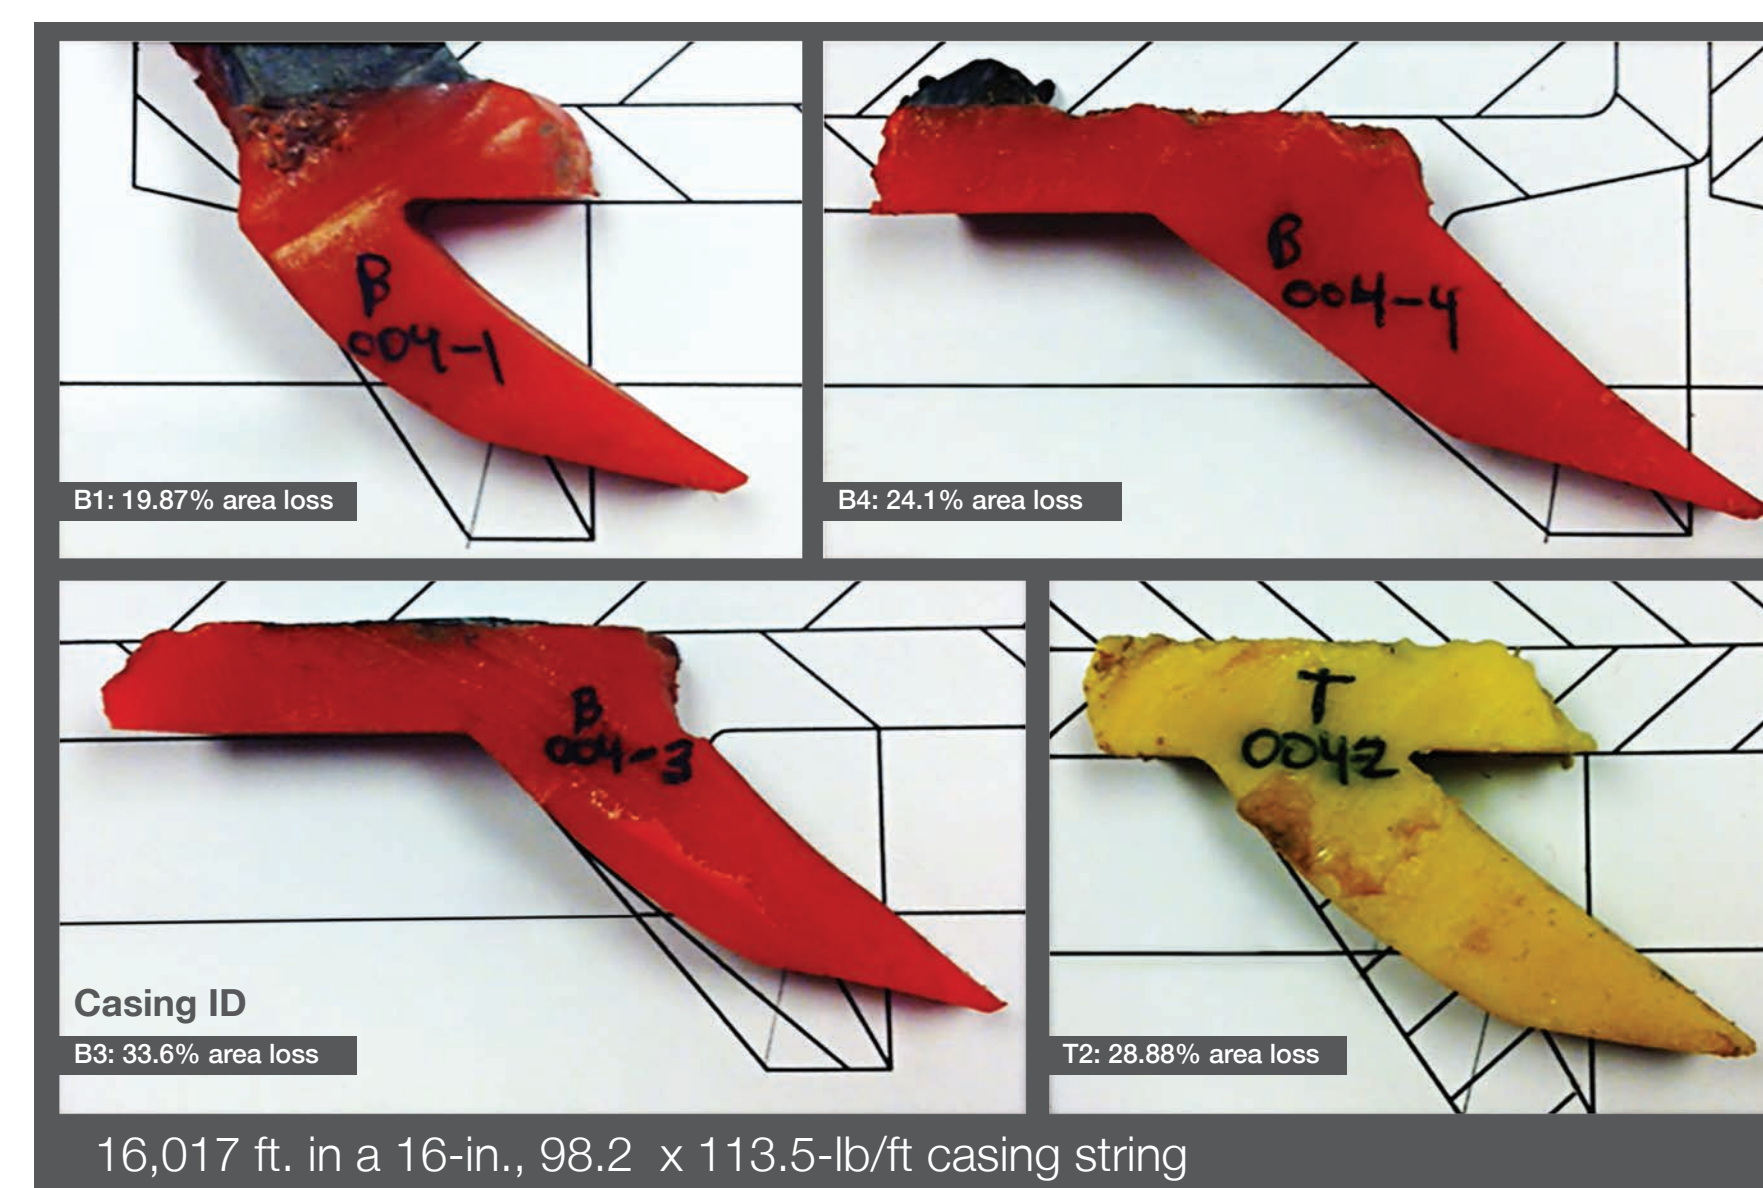 B
004-1
B1: 19.87% area loss
B
004-4
B4: 24.1% area loss
B
004-3
Casing ID
B3: 33.6% area loss
T
004-2
T2: 28.88% area loss
16,017 ft. in a 16-in., 98.2 x 113.5-lb/ft casing string